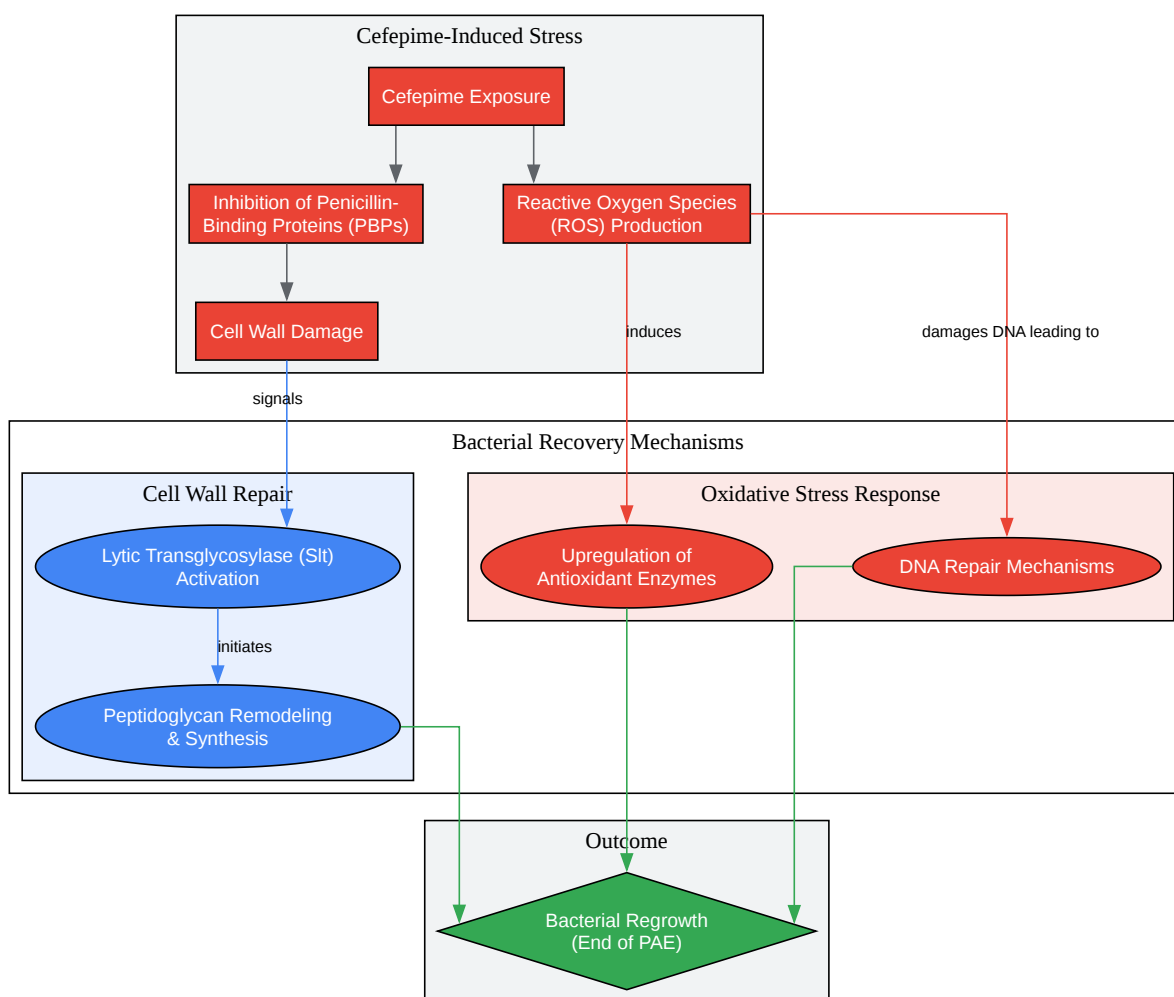 Cefepime-Induced Stress
Cefepime Exposure
Inhibition of Penicillin-
Binding Proteins (PBPs)
Reactive Oxygen Species
(ROS) Production
Cell Wall Damage
induces
damages DNA leading to
signals
Bacterial Recovery Mechanisms
Cell Wall Repair
Oxidative Stress Response
Lytic Transglycosylase (Slt)
Activation
Upregulation of
Antioxidant Enzymes
DNA Repair Mechanisms
initiates
Peptidoglycan Remodeling
& Synthesis
Outcome
Bacterial Regrowth
(End of PAE)